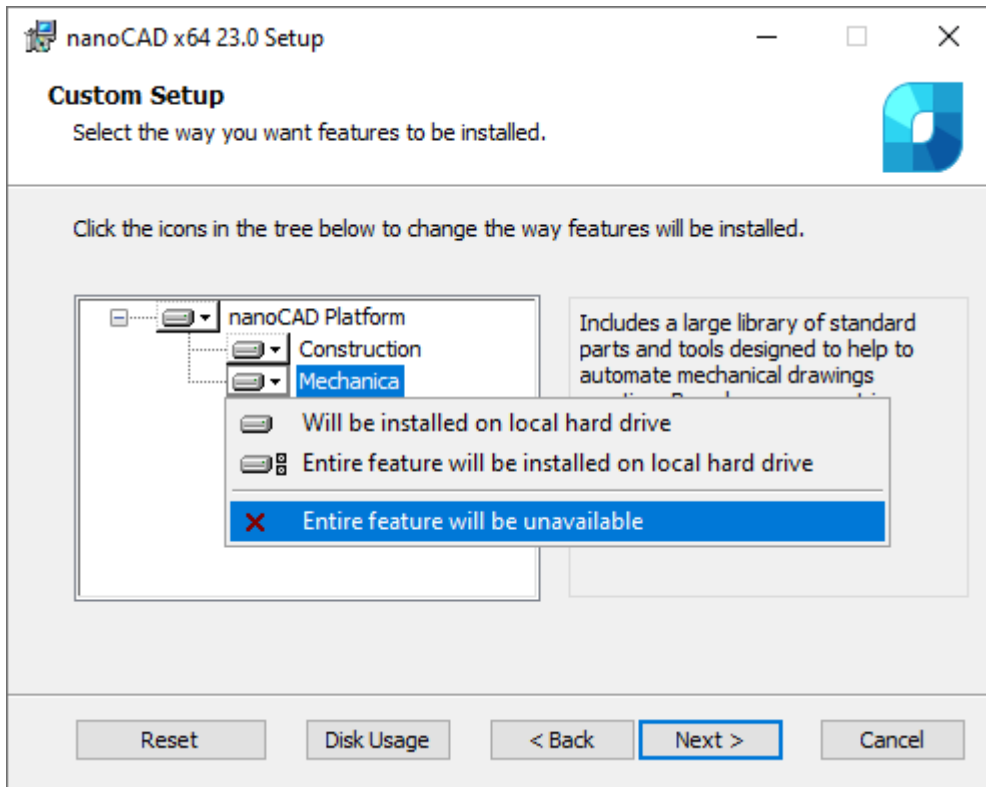 nanoCAD x64 23.0 Setup
Custom Setup
Select the way you want features to be installed.
Click the icons in the tree below to change the way features will be installed.
nanoCAD Platform
Construction
Mechanica
Includes a large library of standard
parts and tools designed to help to
automate mechanical drawings
Will be installed on local hard drive
Entire feature will be installed on local hard drive
Entire feature will be unavailable
Reset
Disk Usage
< Back
Next >
Cancel